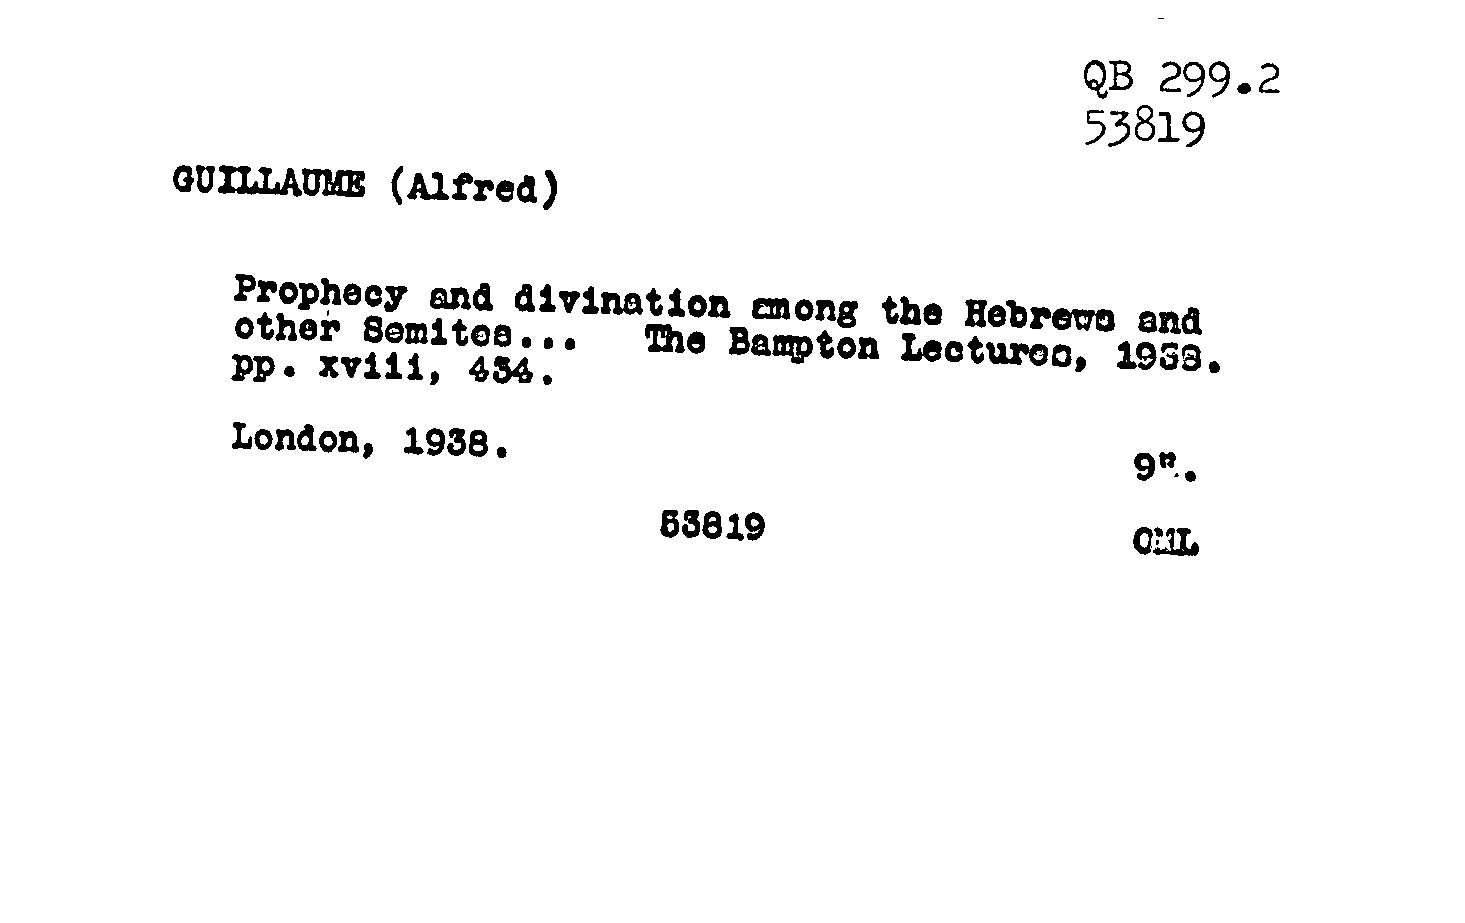 QB 299.2
53819
GUILLAUME (Alfred)
Prophecy and divination among the Hebrews and
other Semites... The Bampton Lectures, 1938.
pp. xviii, 434.
London, 1938.
9".
53819
CML